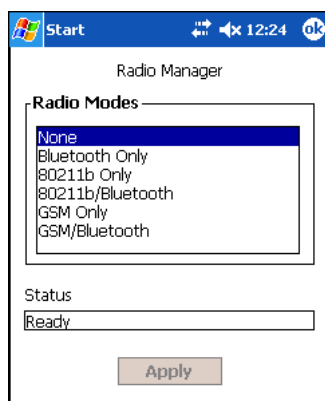 Start 12:24 ok
Radio Manager
Radio Modes
None
Bluetooth Only
80211b Only
80211b/Bluetooth
GSM Only
GSM/Bluetooth
Status
Ready
Apply